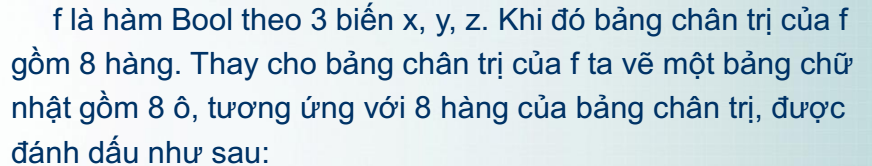 f là hàm Bool theo 3 biến x, y, z. Khi đó bảng chân trị của f
gồm 8 hàng. Thay cho bảng chân trị của f ta vẽ một bảng chữ
nhật gồm 8 ô, tương ứng với 8 hàng của bảng chân trị, được
đánh dấu như sau: